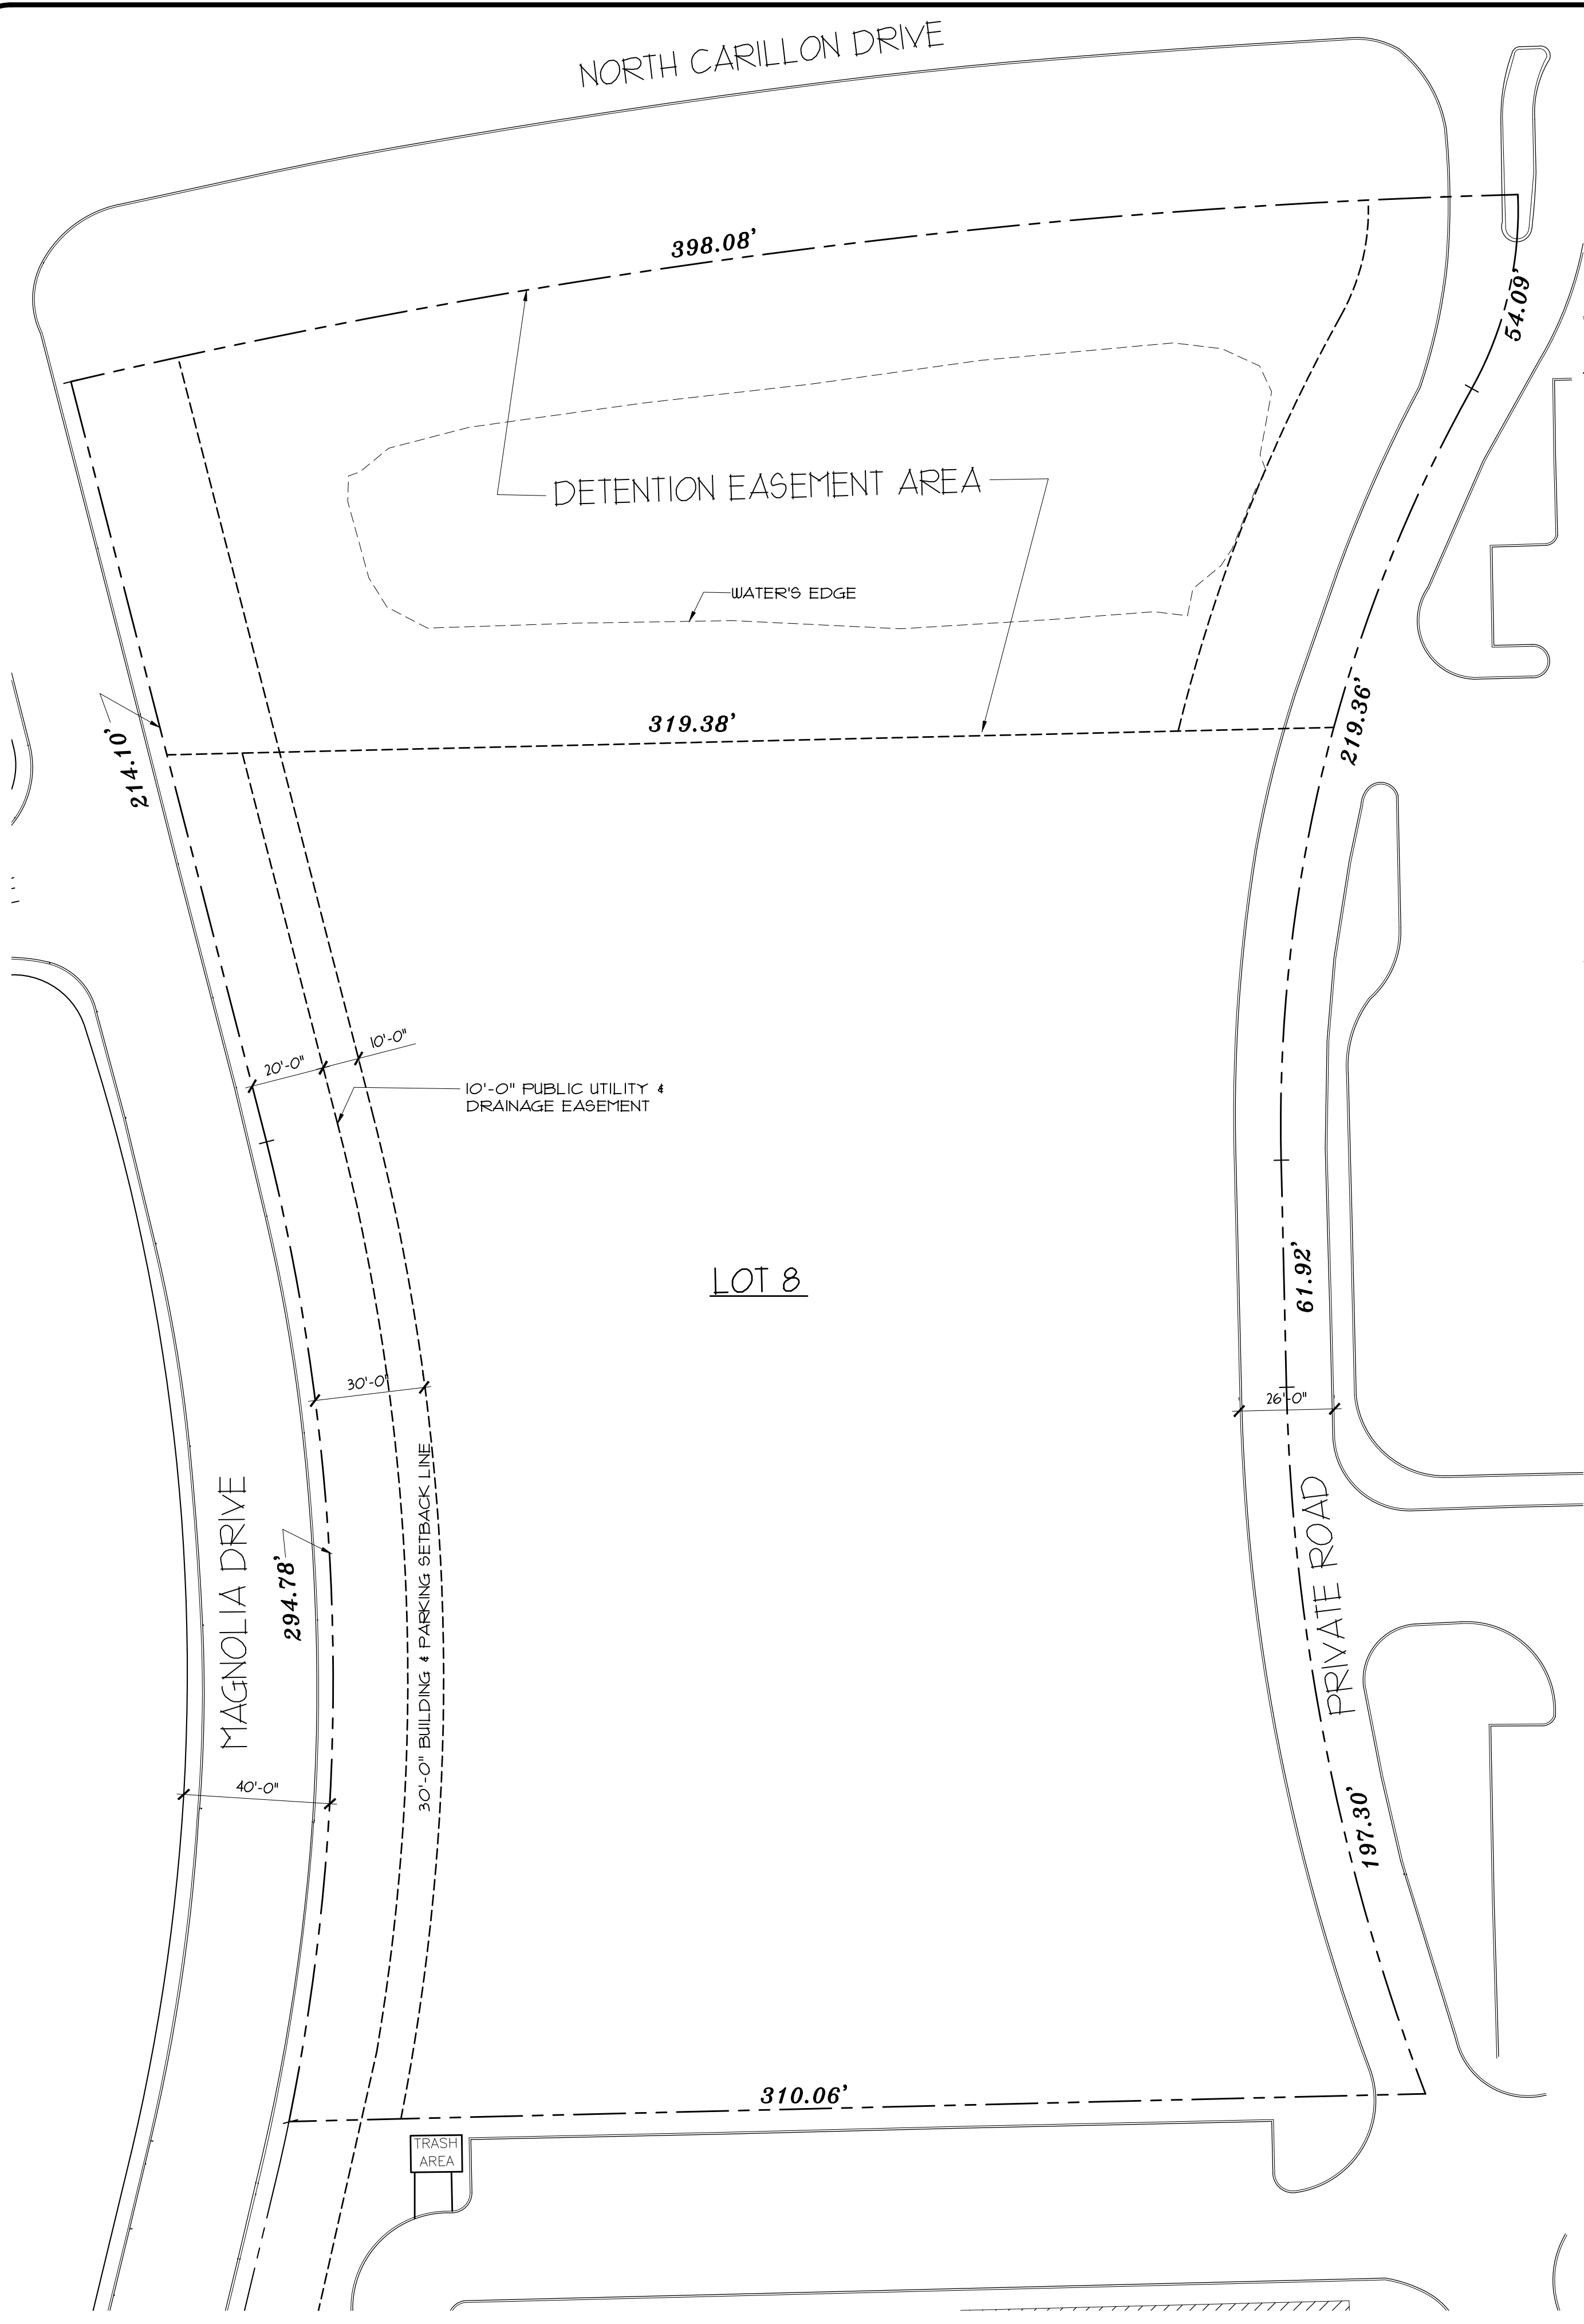 NORTH CARILLON DRIVE
398.08'
54.09'
DETENTION EASEMENT AREA
WATER'S EDGE
319.38'
219.36'
214.10'
20'-0"
10'-0"
10'-0" PUBLIC UTILITY &
DRAINAGE EASEMENT
LOT 8
61.92'
30'-0"
26'-0"
30'-0" BUILDING & PARKING SETBACK LINE
MAGNOLIA DRIVE
294.78'
PRIVATE ROAD
40'-0"
197.30'
310.06'
TRASH
AREA